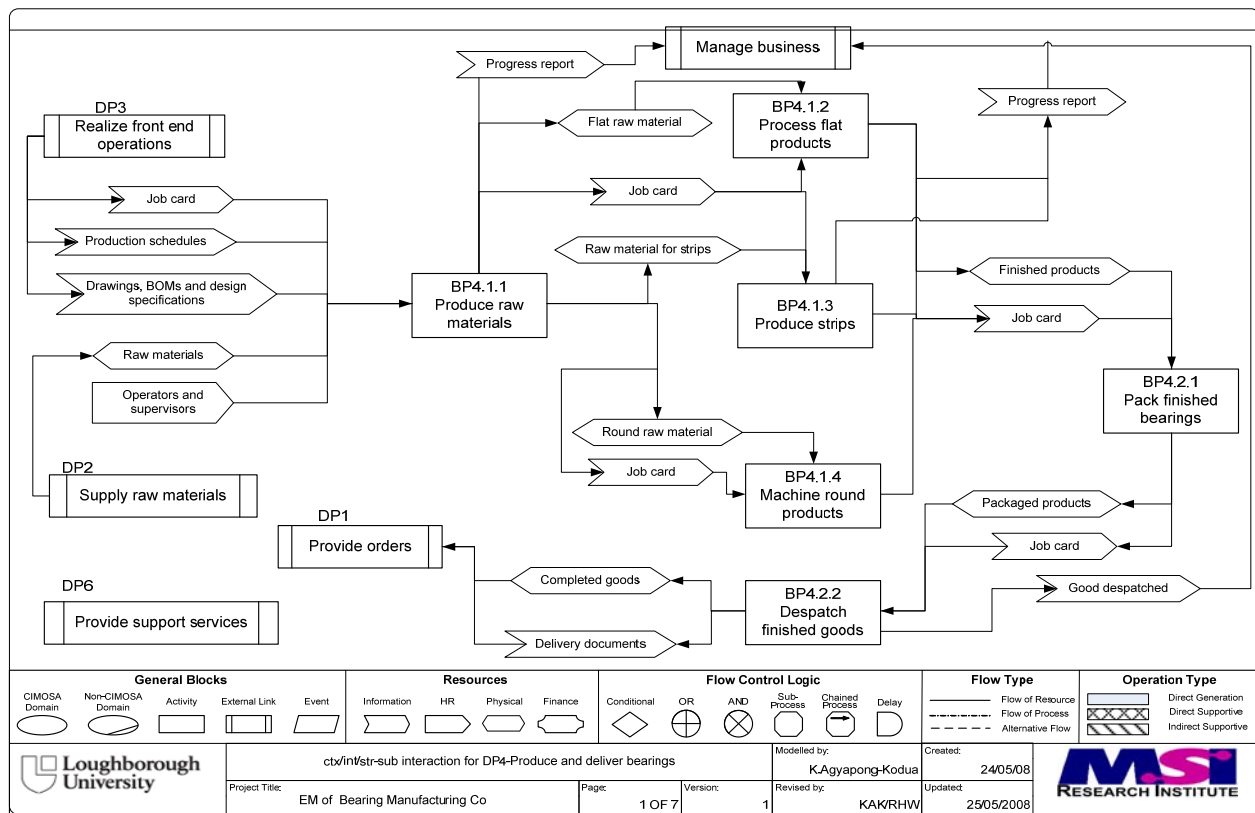 Manage business
Progress report
DP3
Realize front end
operations
Flat raw material
BP4.1.2
Process flat
products
Progress report
Job card
Job card
Production schedules
Raw material for strips
Drawings, BOMs and design
specifications
BP4.1.1
Produce raw
materials
BP4.1.3
Produce strips
Finished products
Job card
Raw materials
Operators and
supervisors
BP4.2.1
Pack finished
bearings
Round raw material
Job card
BP4.1.4
Machine round
products
DP2
Supply raw materials
Packaged products
Job card
DP1
Provide orders
DP6
Provide support services
Completed goods
Delivery documents
BP4.2.2
Despatch
finished goods
Good despatched
General Blocks
CIMOSA
Domain
Non-CIMOSA
Domain
Activity
External Link
Event
Resources
Information
HR
Physical
Finance
Flow Control Logic
Conditional
OR
AND
Sub-
Process
Chained
Process
Delay
Flow Type
Flow of Resource
Flow of Process
Alternative Flow
Operation Type
Direct Generation
Direct Supportive
Indirect Supportive
Loughborough
University
ctx/int/str-sub interaction for DP4-Produce and deliver bearings
Modelled by:
K.Agyapong-Kodua
Created:
24/05/08
Project Title:
EM of Bearing Manufacturing Co
Page:
1 OF 7
Version:
1
Revised by:
KAK/RHW
Updated:
25/05/2008
MSi
RESEARCH INSTITUTE